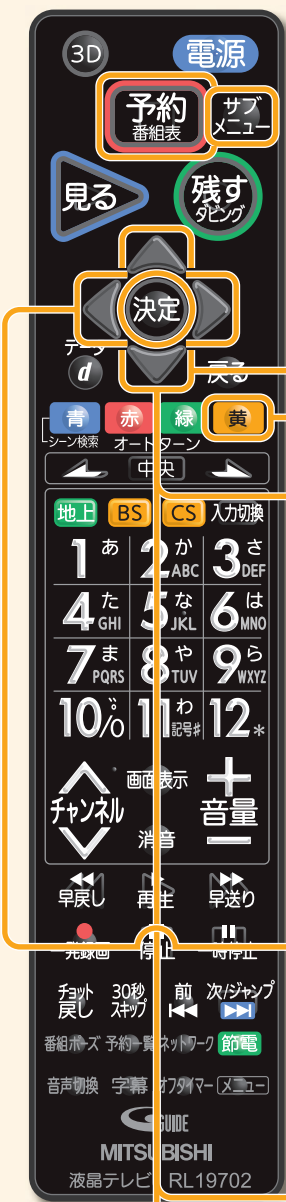 3D 電源
予約
番組表
サブ
メニュー
見る
残す
ダビング
決定
データ
d
戻る
青 赤 緑 黄
シーン検索 オートターン
中央
地上 BS CS 入力切換
1 あ 2 か ABC 3 さ DEF
4 た GHI 5 な JKL 6 は MNO
7 ま PQRS 8 や TUV 9 ら WXYZ
10/0 ゛゜ 11 わ 記号# 12 *
チャンネル 画面表示 + 音量 −
消音
早戻し 再生 早送り
一発録画 停止 一時停止
チョット戻し 30秒スキップ 前 次/ジャンプ
番組ポーズ 予約一覧 ネットワーク 節電
音声切換 字幕 オフタイマー メニュー
G GUIDE
MITSUBISHI
液晶テレビ RL19702